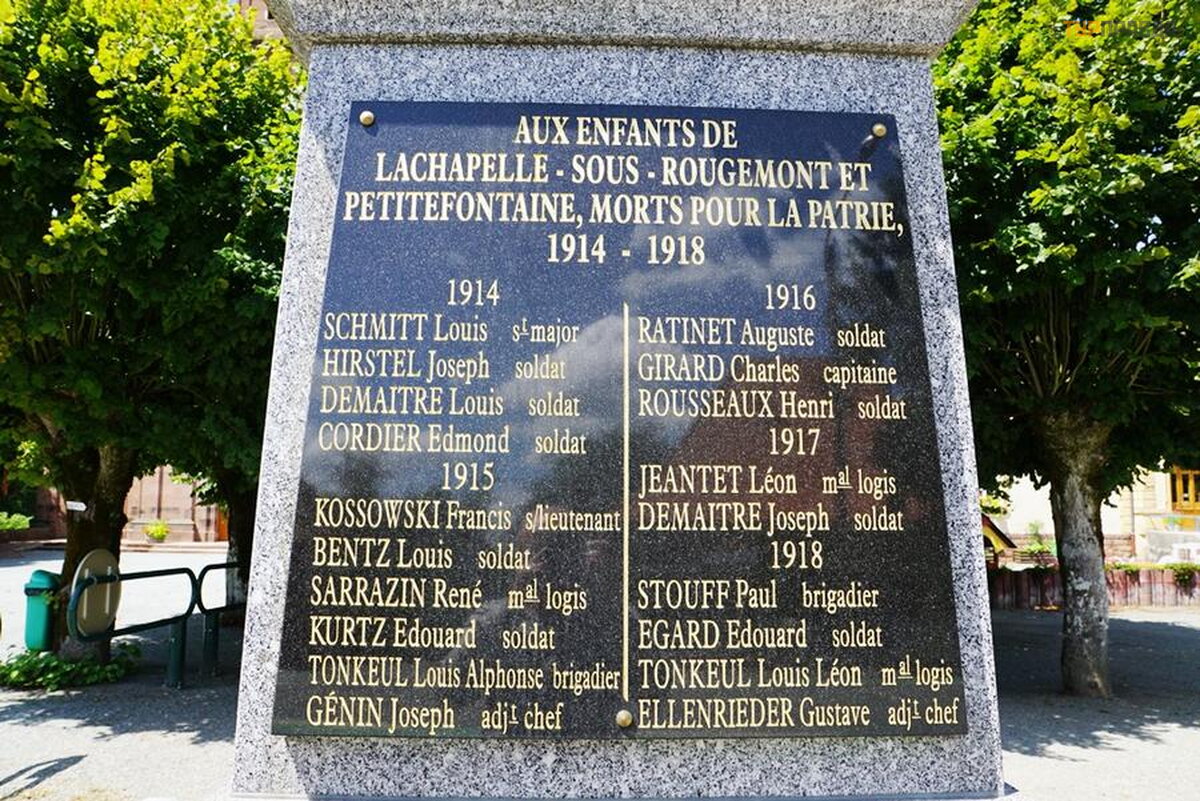 AUX ENFANTS DE
LACHAPELLE - SOUS - ROUGEMONT ET
PETITEFONTAINE, MORTS POUR LA PATRIE,
1914 - 1918
1914
SCHMITT Louis st major
HIRSTEL Joseph soldat
DEMAITRE Louis soldat
CORDIER Edmond soldat
1915
KOSSOWSKI Francis s/lieutenant
BENTZ Louis soldat
SARRAZIN René mal logis
KURTZ Edouard soldat
TONKEUL Louis Alphonse brigadier
GÉNIN Joseph adjt chef
1916
RATINET Auguste soldat
GIRARD Charles capitaine
ROUSSEAUX Henri soldat
1917
JEANTET Léon mal logis
DEMAITRE Joseph soldat
1918
STOUFF Paul brigadier
EGARD Edouard soldat
TONKEUL Louis Léon mal logis
ELLENRIEDER Gustave adjt chef